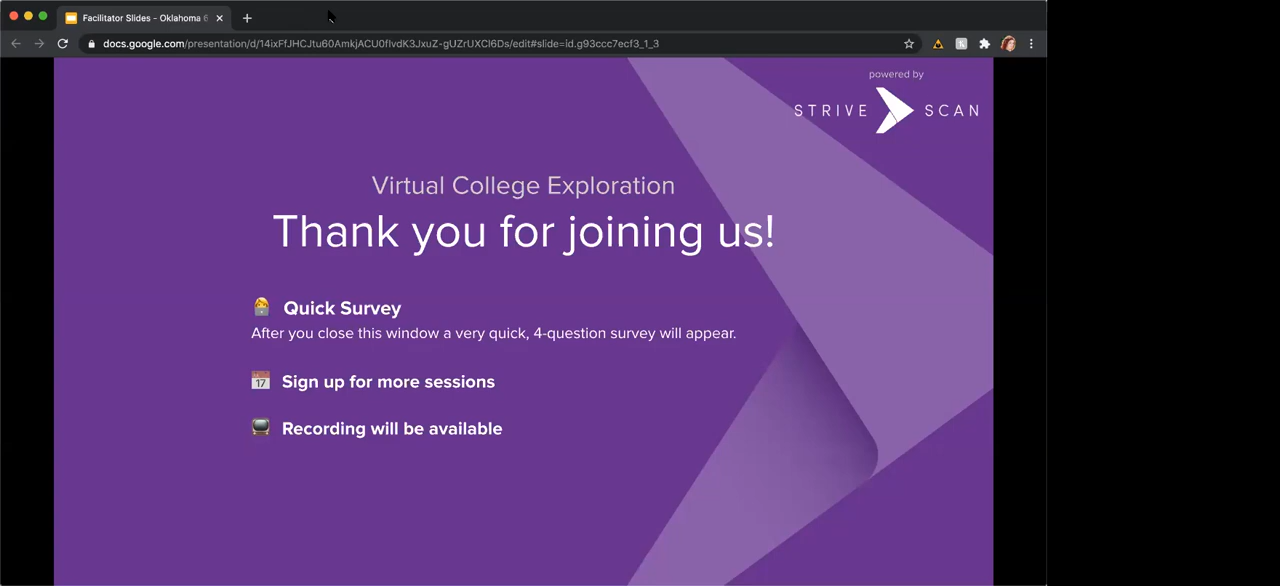 Facilitator Slides - Oklahoma 6
docs.google.com/presentation/d/14ixFfJHCJtu60AmkjACU0fIvdK3JxuZ-gUZrUXCI6Ds/edit#slide=id.g93ccc7ecf3_1_3
powered by
STRIVE SCAN
Virtual College Exploration
Thank you for joining us!
Quick Survey
After you close this window a very quick, 4-question survey will appear.
17 Sign up for more sessions
Recording will be available